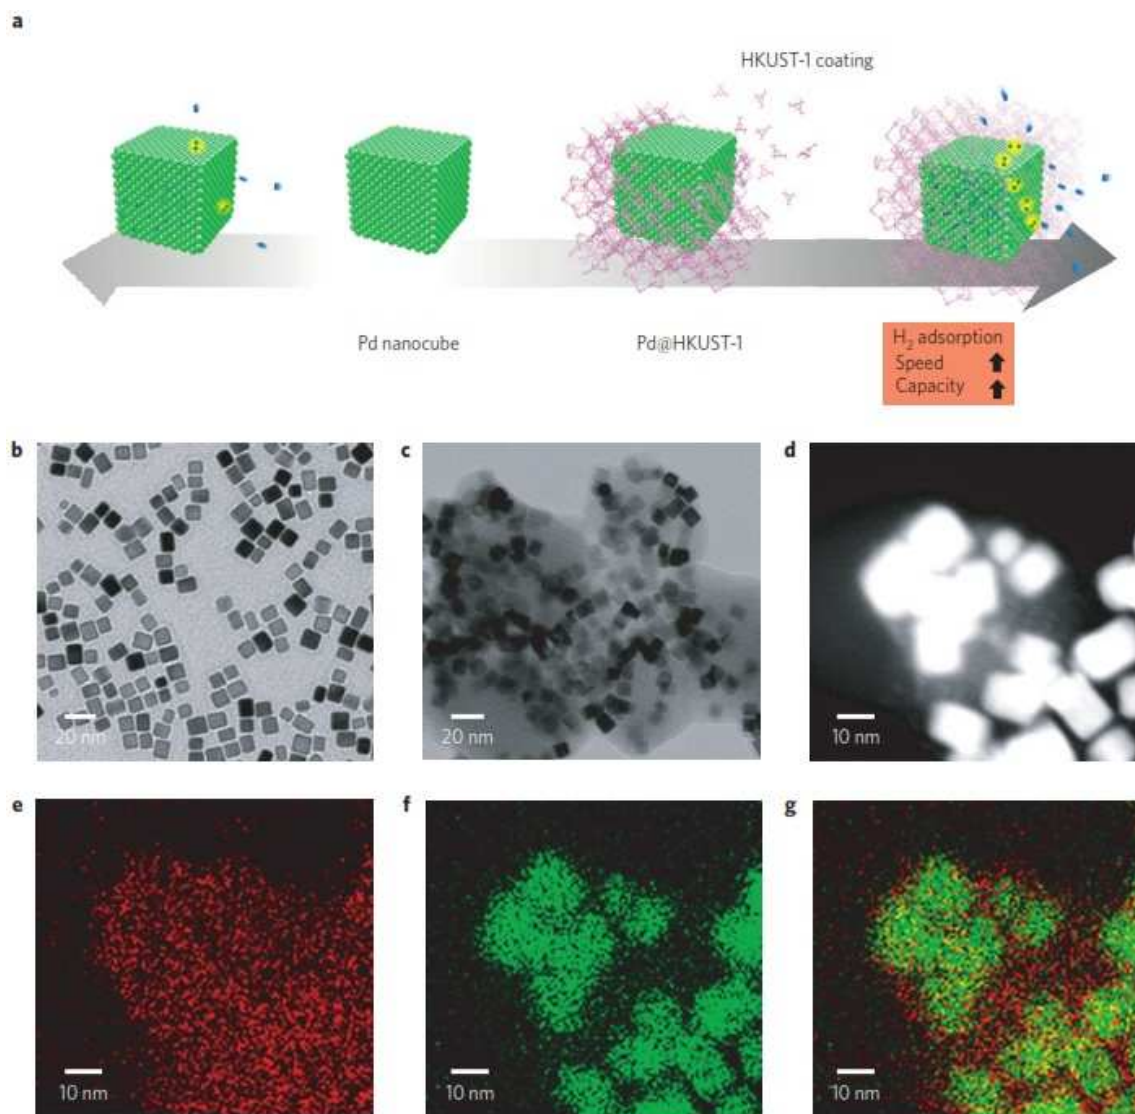 a
HKUST-1 coating
Pd nanocube
Pd@HKUST-1
H₂ adsorption
Speed
Capacity
b
c
d
20 nm
20 nm
10 nm
e
f
g
10 nm
10 nm
10 nm